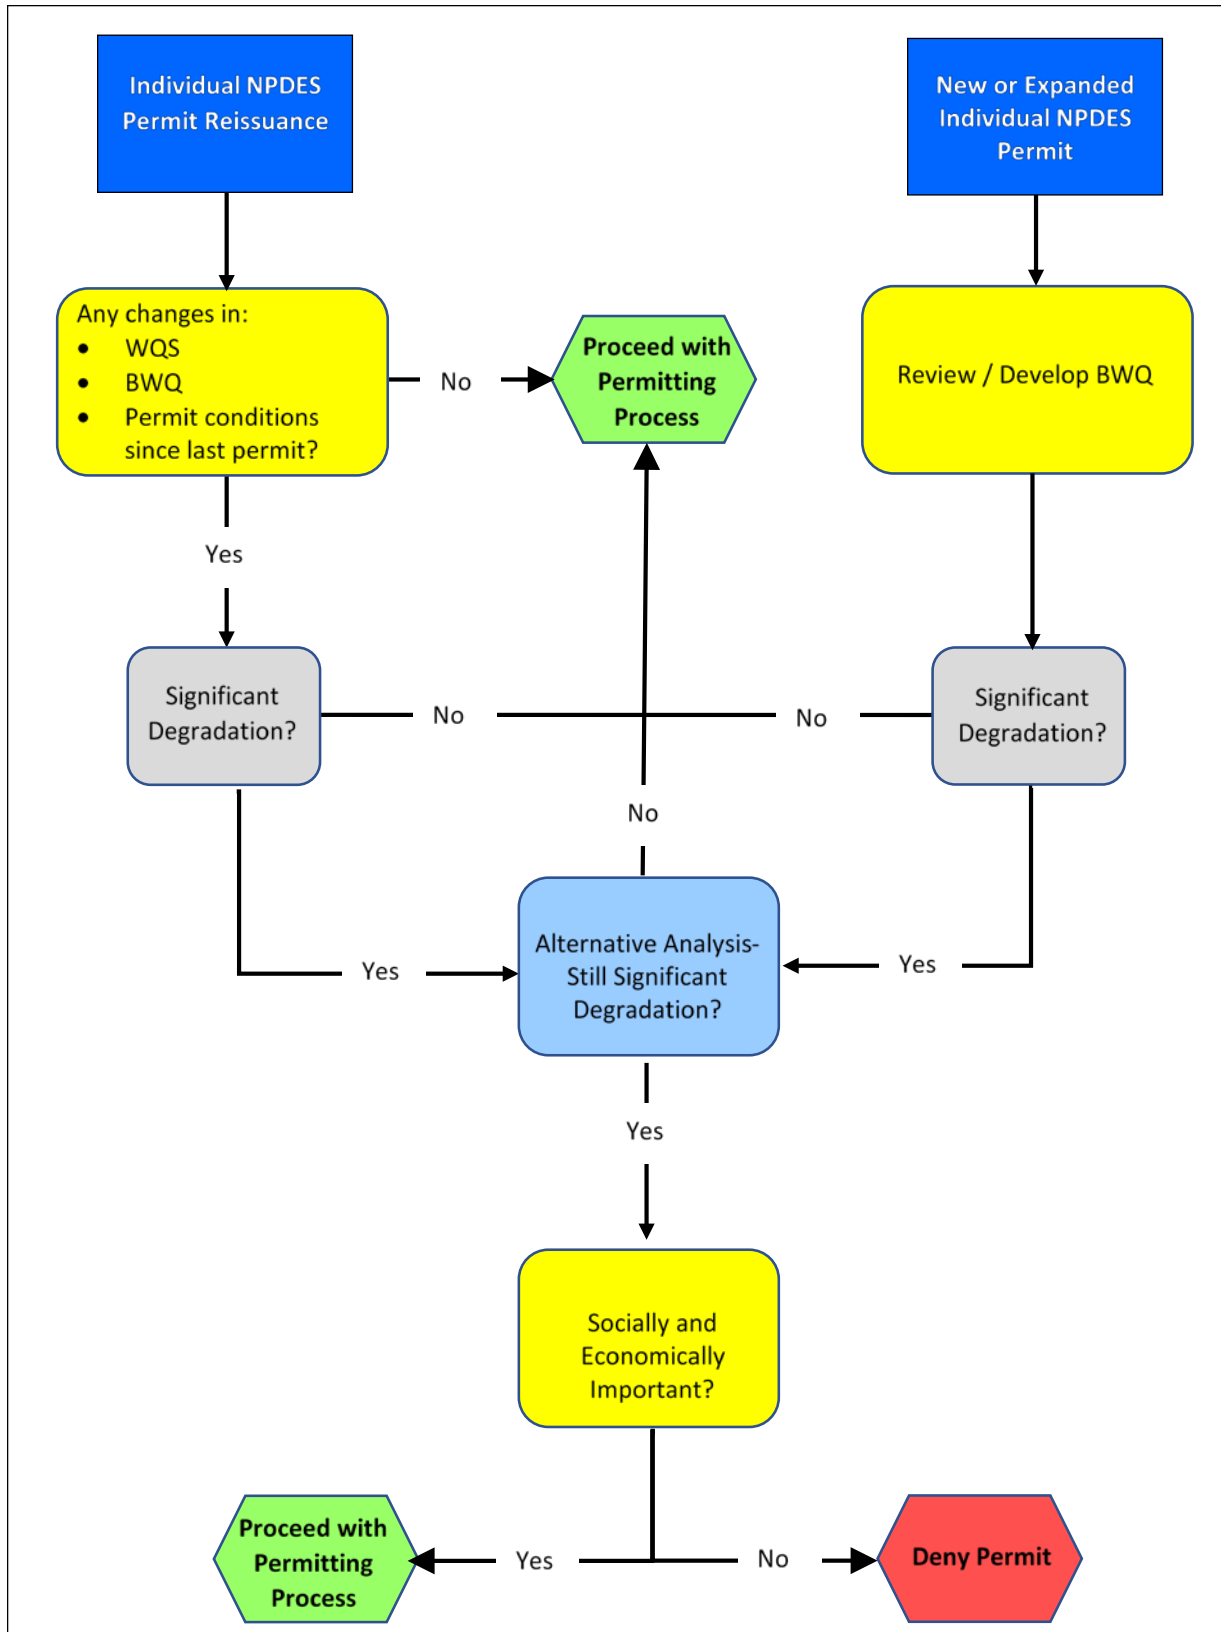 Individual NPDES
Permit Reissuance
New or Expanded
Individual NPDES
Permit
Any changes in:
• WQS
• BWQ
• Permit conditions
since last permit?
No
Proceed with
Permitting
Process
Review / Develop BWQ
Yes
Significant
Degradation?
No
No
Significant
Degradation?
No
Alternative Analysis-
Still Significant
Degradation?
Yes
Yes
Yes
Socially and
Economically
Important?
Proceed with
Permitting
Process
Yes
No
Deny Permit